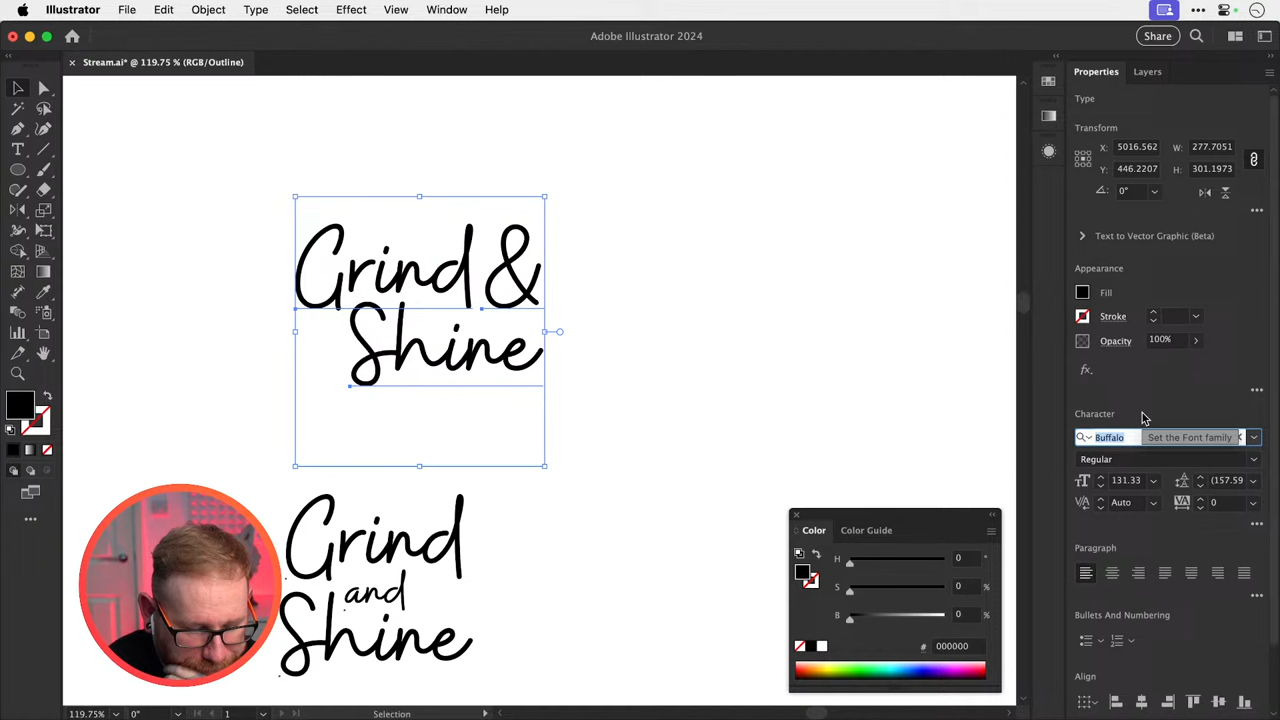 Illustrator File Edit Object Type Select Effect View Window Help
Adobe Illustrator 2024
Share
Stream.ai* @ 119.75 % (RGB/Outline)
Properties Layers
Type
Transform
X: 5016.562 W: 277.7051
Y: 446.2207 H: 301.1973
0°
Text to Vector Graphic (Beta)
Appearance
Fill
Stroke
Opacity 100%
fx.
Character
Buffalo Set the Font family
Regular
131.33 (157.59
Auto 0
Paragraph
Bullets And Numbering
Align
Grind &
Shine
Grind
and
Shine
Color Color Guide
H 0 °
S 0 %
B 0 %
# 000000
119.75% 0° 1 Selection